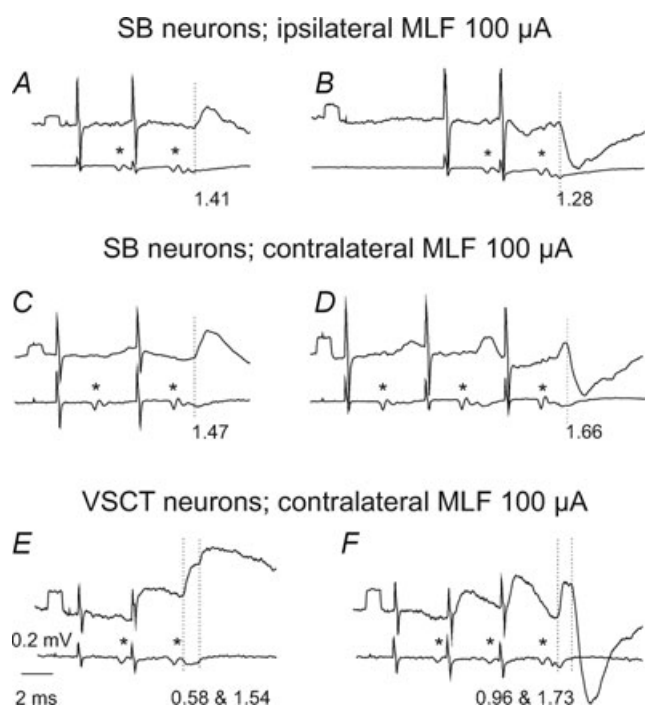 SB neurons; ipsilateral MLF 100 µA
A B
* * * *
1.41 1.28
SB neurons; contralateral MLF 100 µA
C D
* * * * *
1.47 1.66
VSCT neurons; contralateral MLF 100 µA
E F
0.2 mV * * * * *
2 ms 0.58 & 1.54 0.96 & 1.73